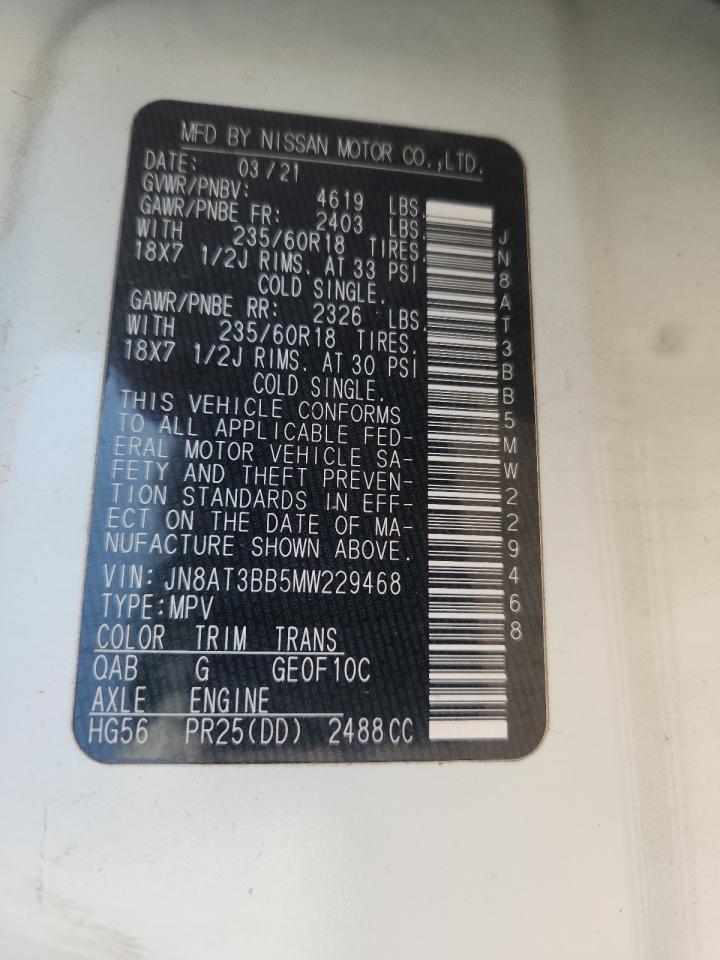 MFD BY NISSAN MOTOR CO.,LTD.
DATE: 03/21
GVWR/PNBV: 4619 LBS.
GAWR/PNBE FR: 2403 LBS.
WITH 235/60R18 TIRES.
18X7 1/2J RIMS. AT 33 PSI
COLD SINGLE.
GAWR/PNBE RR: 2326 LBS.
WITH 235/60R18 TIRES.
18X7 1/2J RIMS. AT 30 PSI
COLD SINGLE.
THIS VEHICLE CONFORMS
TO ALL APPLICABLE FED-
ERAL MOTOR VEHICLE SA-
FETY AND THEFT PREVEN-
TION STANDARDS IN EFF-
ECT ON THE DATE OF MA-
NUFACTURE SHOWN ABOVE.
VIN: JN8AT3BB5MW229468
TYPE:MPV
COLOR TRIM TRANS
QAB G GE0F10C
AXLE ENGINE
HG56 PR25(DD) 2488CC
JN8AT3BB5MW229468